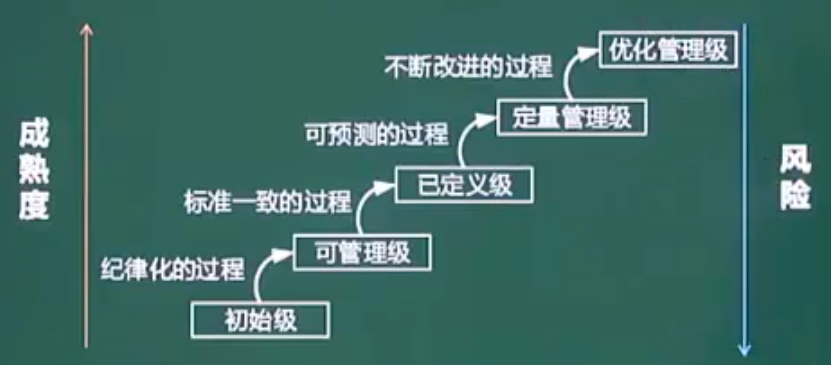 优化管理级
不断改进的过程
定量管理级
可预测的过程
成熟度
风险
已定义级
标准一致的过程
可管理级
纪律化的过程
初始级